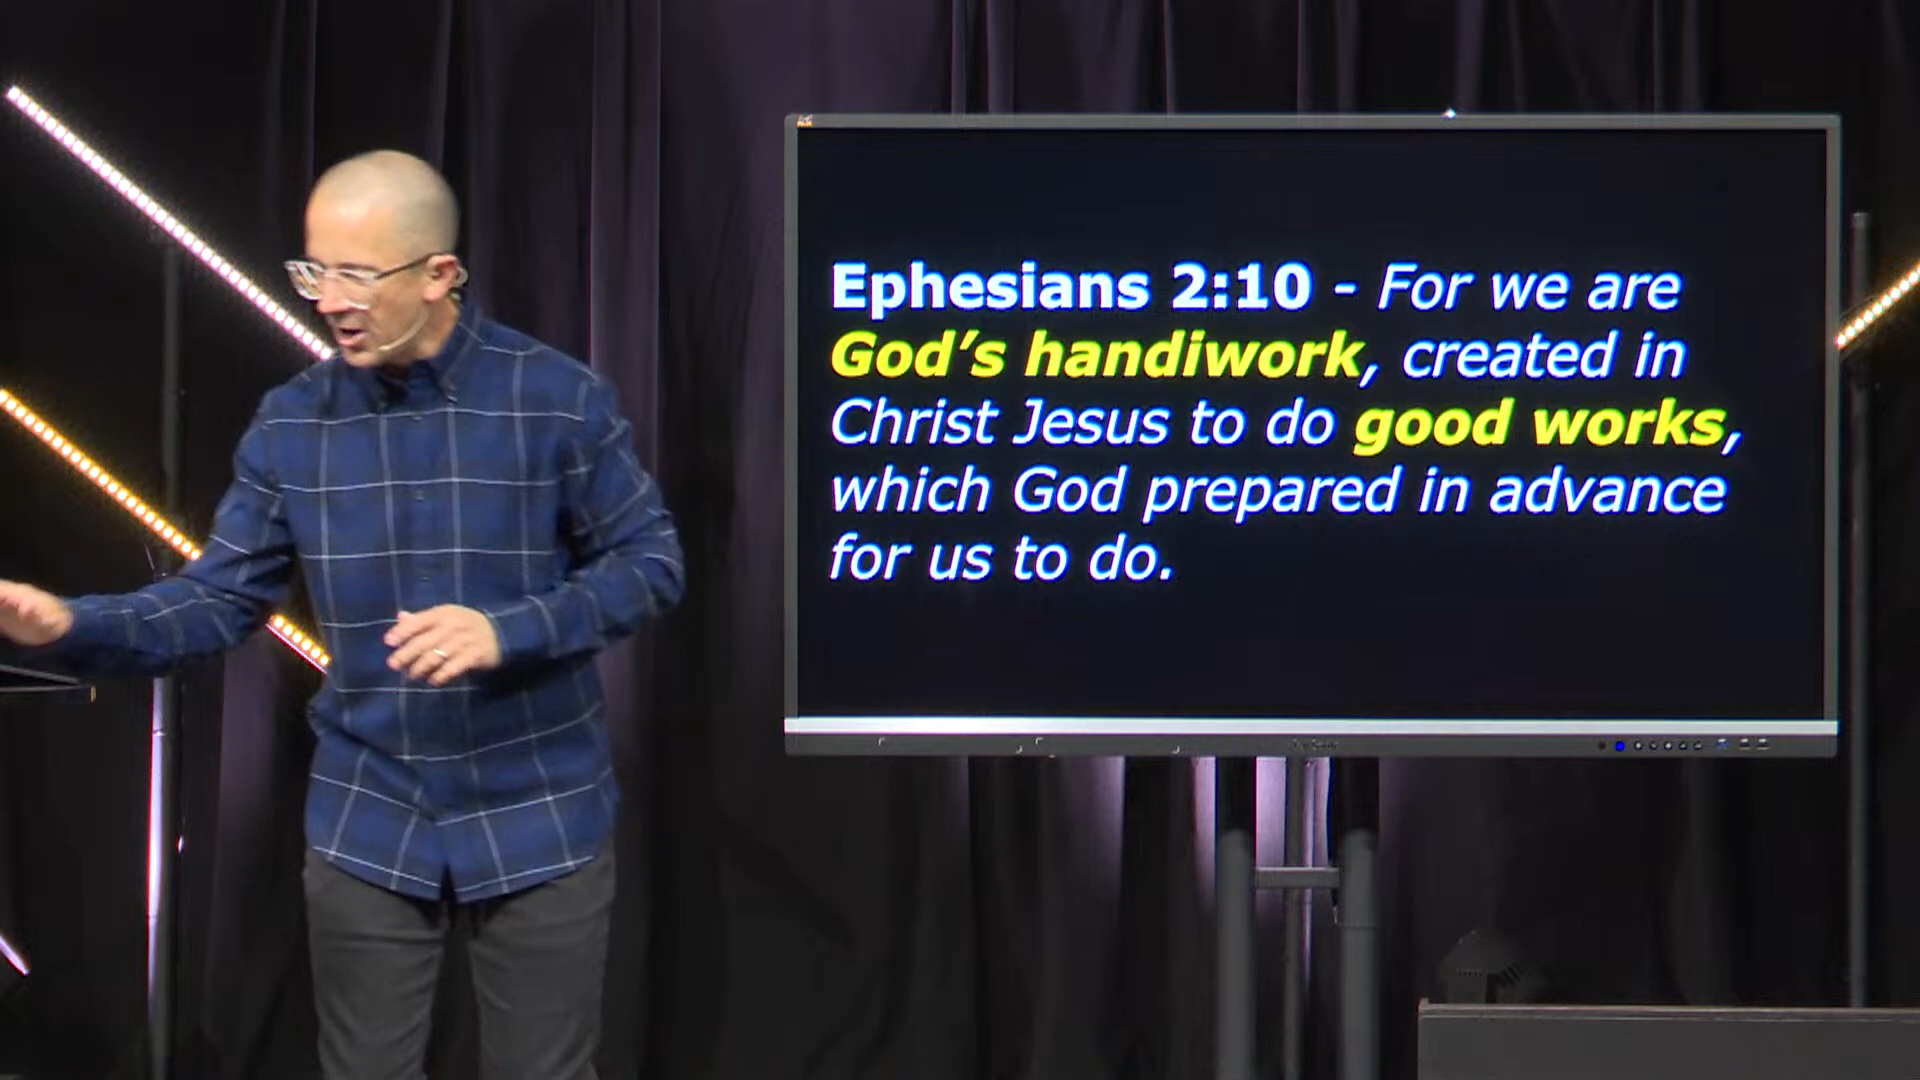 Ephesians 2:10 - For we are
God’s handiwork, created in
Christ Jesus to do good works,
which God prepared in advance
for us to do.